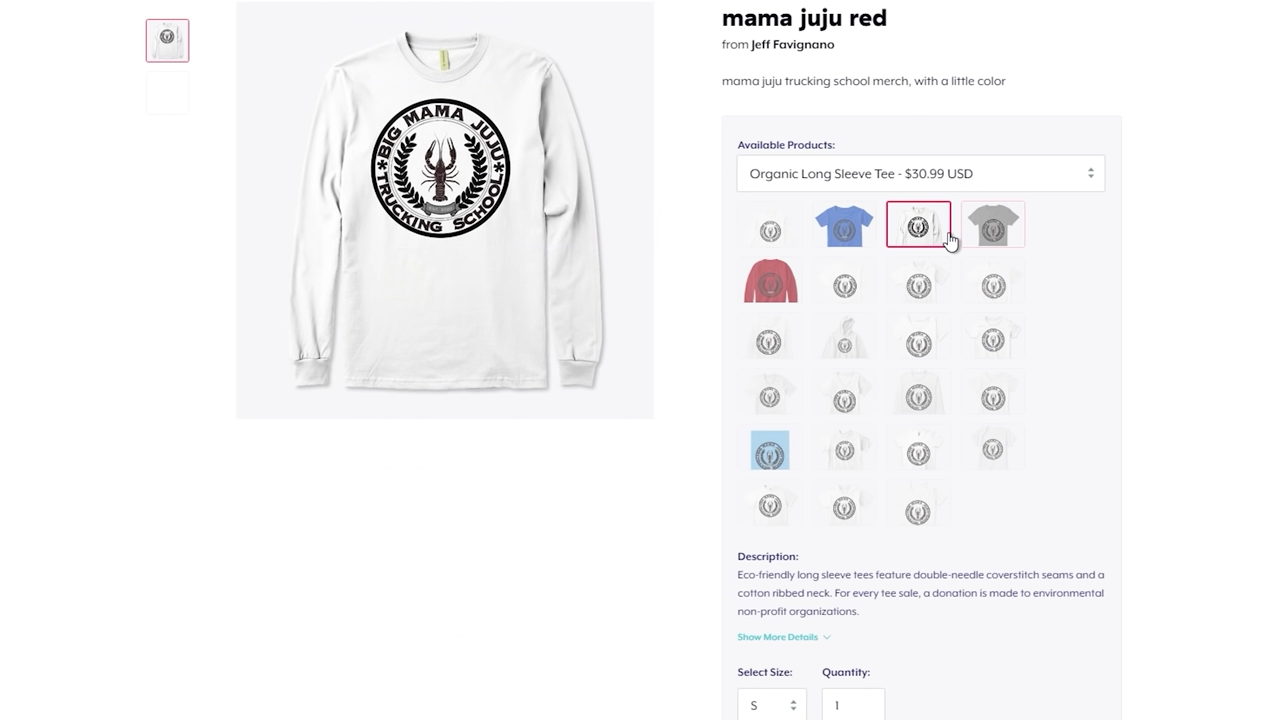 mama juju red
from Jeff Favignano
mama juju trucking school merch, with a little color
BIG MAMA JUJU
*TRUCKING SCHOOL*
Available Products:
Organic Long Sleeve Tee - $30.99 USD
Description:
Eco-friendly long sleeve tees feature double-needle coverstitch seams and a
cotton ribbed neck. For every tee sale, a donation is made to environmental
non-profit organizations.
Show More Details
Select Size:
Quantity:
S
1